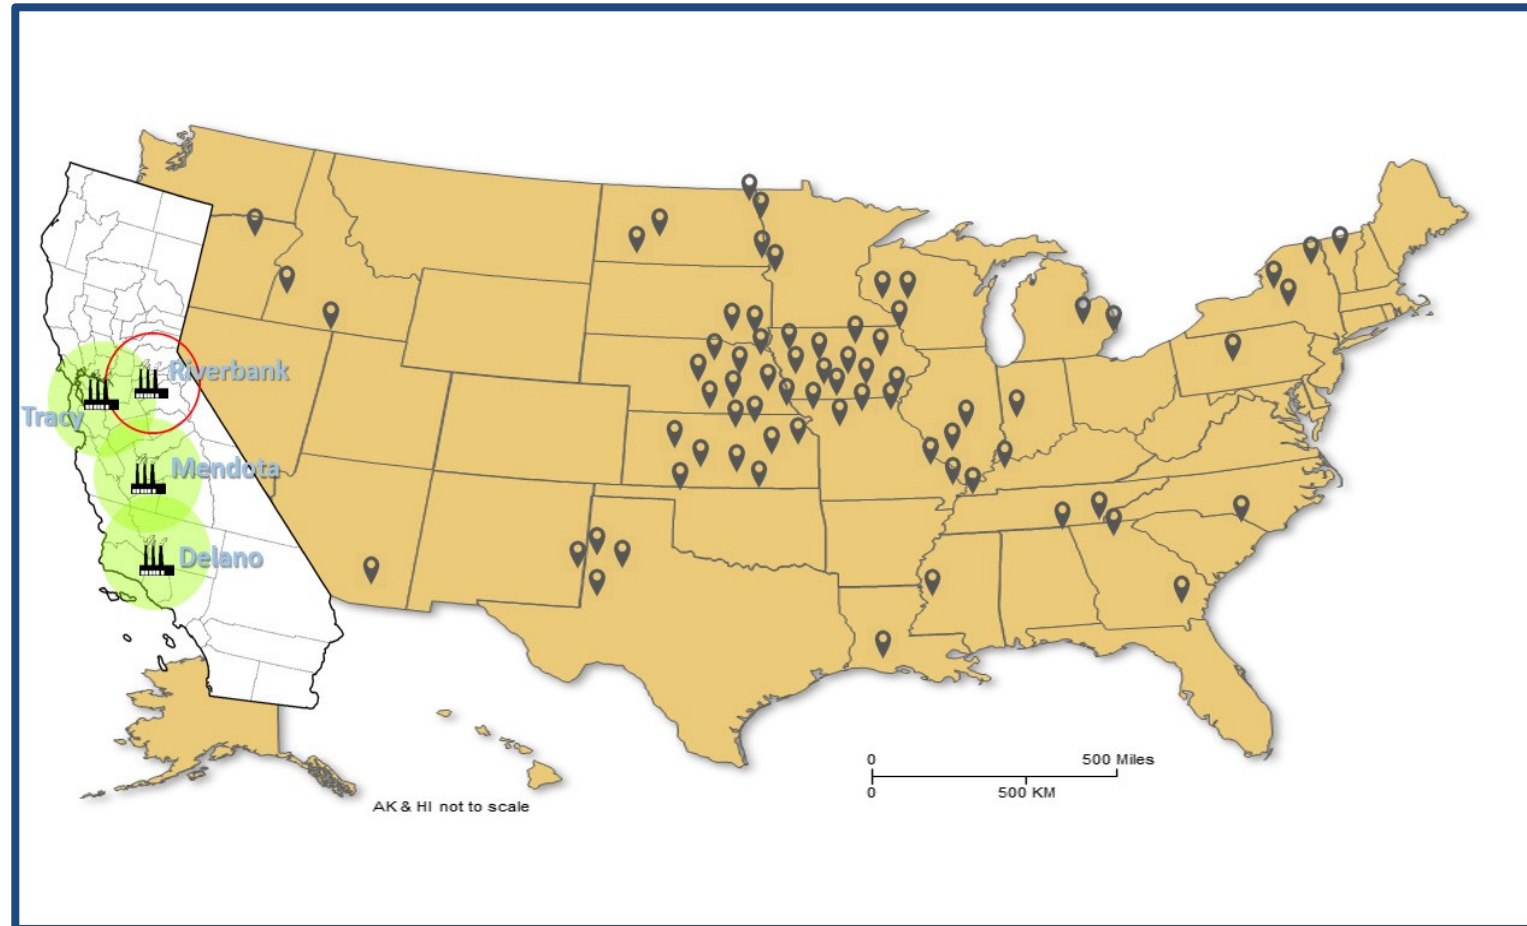 Riverbank
Tracy
Mendota
Delano
0 500 Miles
0 500 KM
AK & HI not to scale